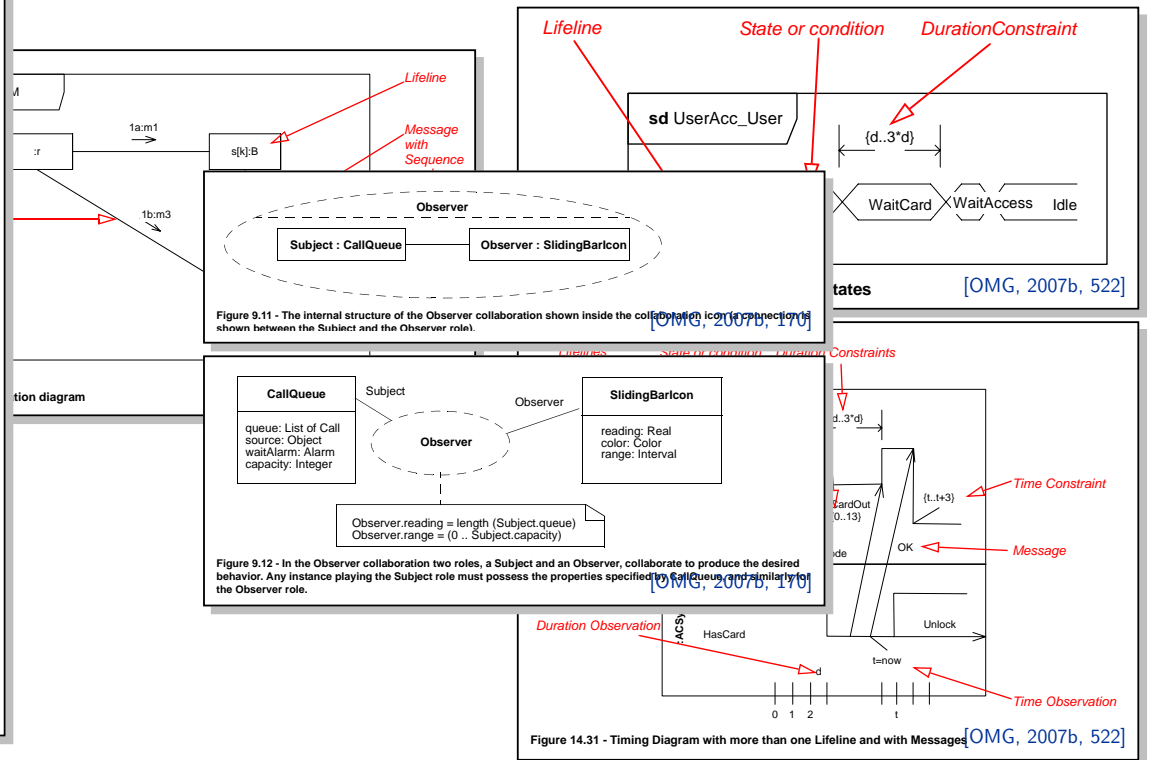 M
:r
1a:m1
s[k]:B
1b:m3
Lifeline
Message
with
Sequence
tion diagram
Lifeline
State or condition
DurationConstraint
sd UserAcc_User
{d..3*d}
WaitCard
WaitAccess
Idle
tates
[OMG, 2007b, 522]
Observer
Subject : CallQueue
Observer : SlidingBarIcon
Figure 9.11 - The internal structure of the Observer collaboration shown inside the collaboration icon (a connection is
shown between the Subject and the Observer role).
[OMG, 2007b, 170]
CallQueue
queue: List of Call
source: Object
waitAlarm: Alarm
capacity: Integer
Subject
Observer
Observer
SlidingBarIcon
reading: Real
color: Color
range: Interval
Observer.reading = length (Subject.queue)
Observer.range = (0 .. Subject.capacity)
Figure 9.12 - In the Observer collaboration two roles, a Subject and an Observer, collaborate to produce the desired
behavior. Any instance playing the Subject role must possess the properties specified by CallQueue, and similarly for
the Observer role.
[OMG, 2007b, 170]
Lifelines
State or condition
Duration Constraints
d..3*d}
CardOut
0..13}
ode
OK
{t..t+3}
Time Constraint
Message
:ACSy
HasCard
Unlock
Duration Observation
d
t=now
Time Observation
0 1 2 t
Figure 14.31 - Timing Diagram with more than one Lifeline and with Messages
[OMG, 2007b, 522]